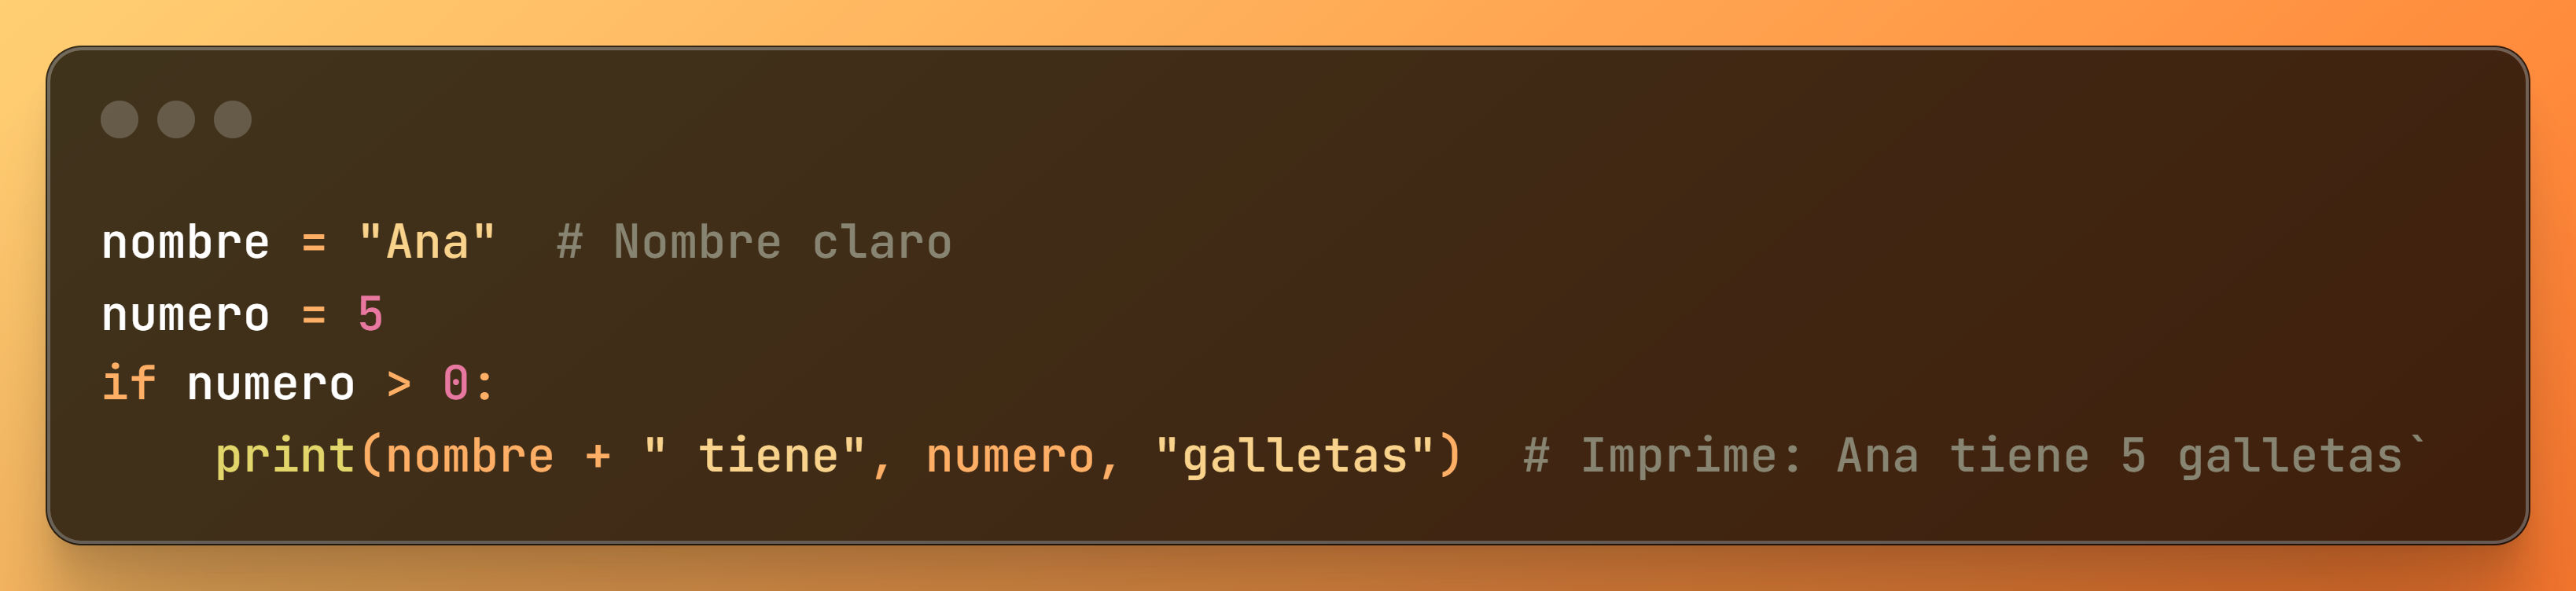 nombre = "Ana"  # Nombre claro
numero = 5
if numero > 0:
    print(nombre + " tiene", numero, "galletas")  # Imprime: Ana tiene 5 galletas`